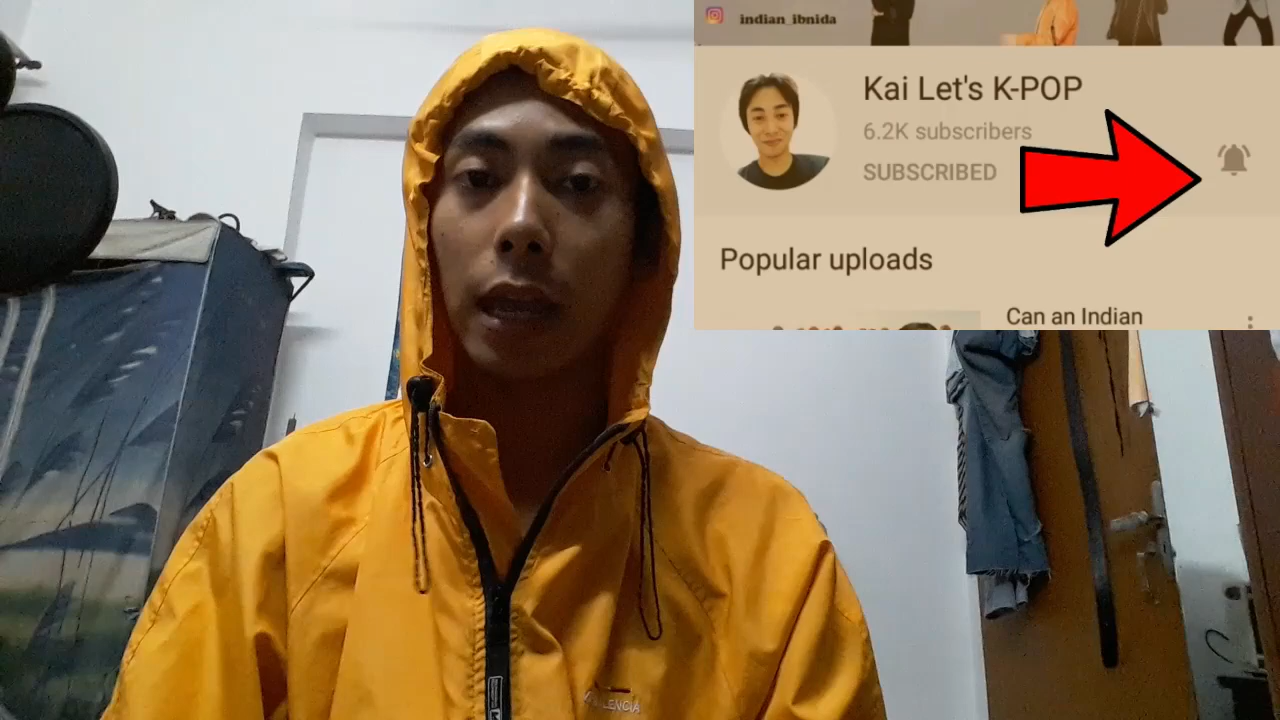 indian_ibnida
Kai Let's K-POP
6.2K subscribers
SUBSCRIBED
Popular uploads
Can an Indian